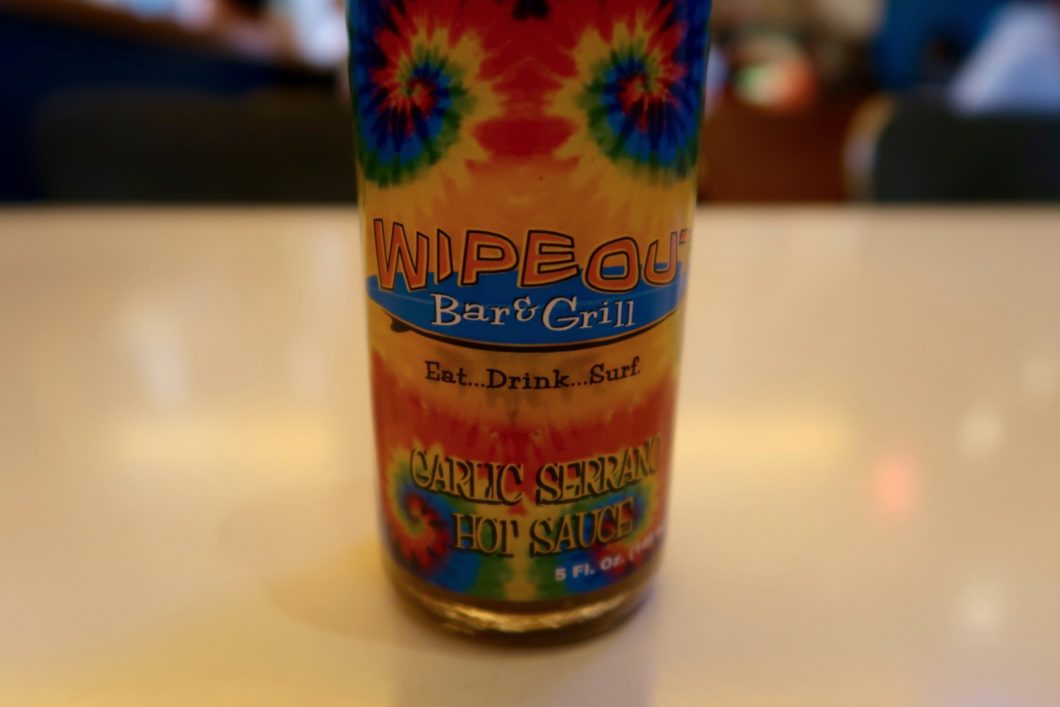 WIPEOUT
Bar & Grill
Eat...Drink...Surf.
GARLIC SERRANO
HOT SAUCE
5 Fl. Oz.